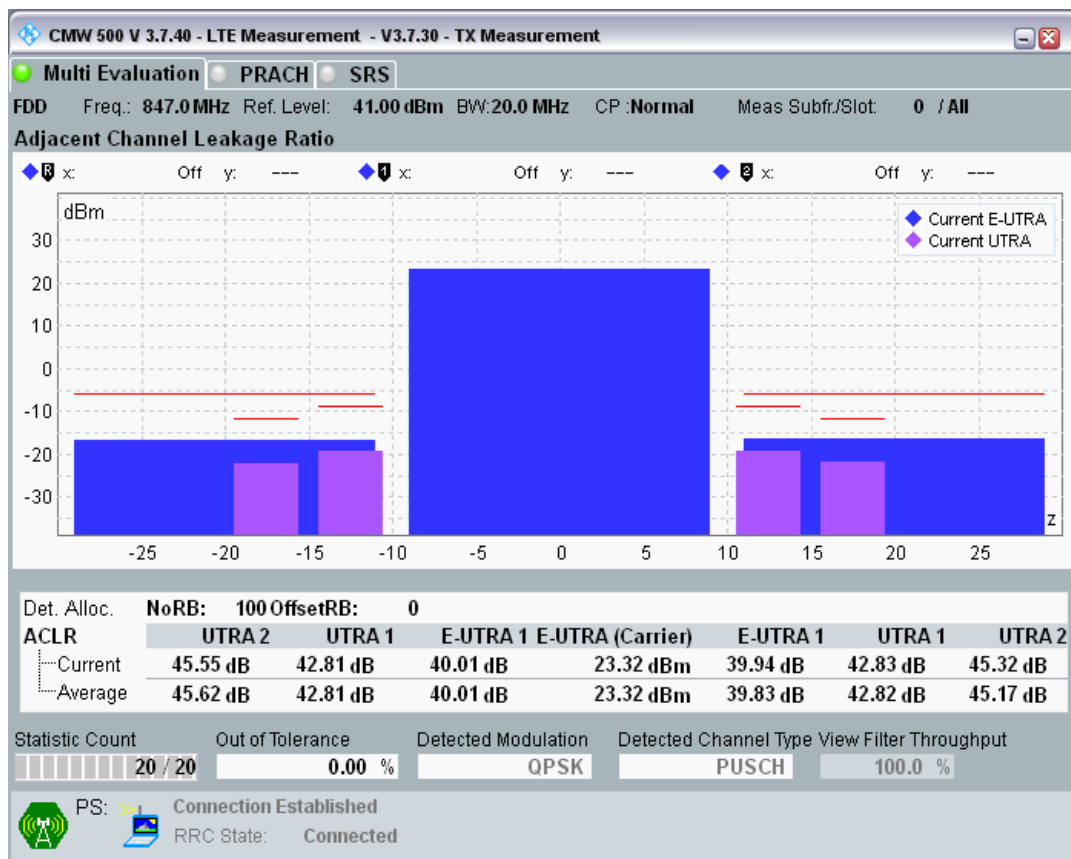 CMW 500 V 3.7.40 - LTE Measurement - V3.7.30 - TX Measurement
Multi Evaluation PRACH SRS
FDD Freq.: 847.0 MHz Ref. Level: 41.00 dBm BW:20.0 MHz CP :Normal Meas Subfr./Slot: 0 / All
Adjacent Channel Leakage Ratio
R x: Off y: --- 1 x: Off y: --- 2 x: Off y: ---
dBm
Current E-UTRA
Current UTRA
30
20
10
0
-10
-20
-30
z
-25 -20 -15 -10 -5 0 5 10 15 20 25
Det. Alloc. NoRB: 100 OffsetRB: 0
ACLR UTRA 2 UTRA 1 E-UTRA 1 E-UTRA (Carrier) E-UTRA 1 UTRA 1 UTRA 2
Current 45.55 dB 42.81 dB 40.01 dB 23.32 dBm 39.94 dB 42.83 dB 45.32 dB
Average 45.62 dB 42.81 dB 40.01 dB 23.32 dBm 39.83 dB 42.82 dB 45.17 dB
Statistic Count Out of Tolerance Detected Modulation Detected Channel Type View Filter Throughput
20 / 20 0.00 % QPSK PUSCH 100.0 %
PS: Connection Established
RRC State: Connected